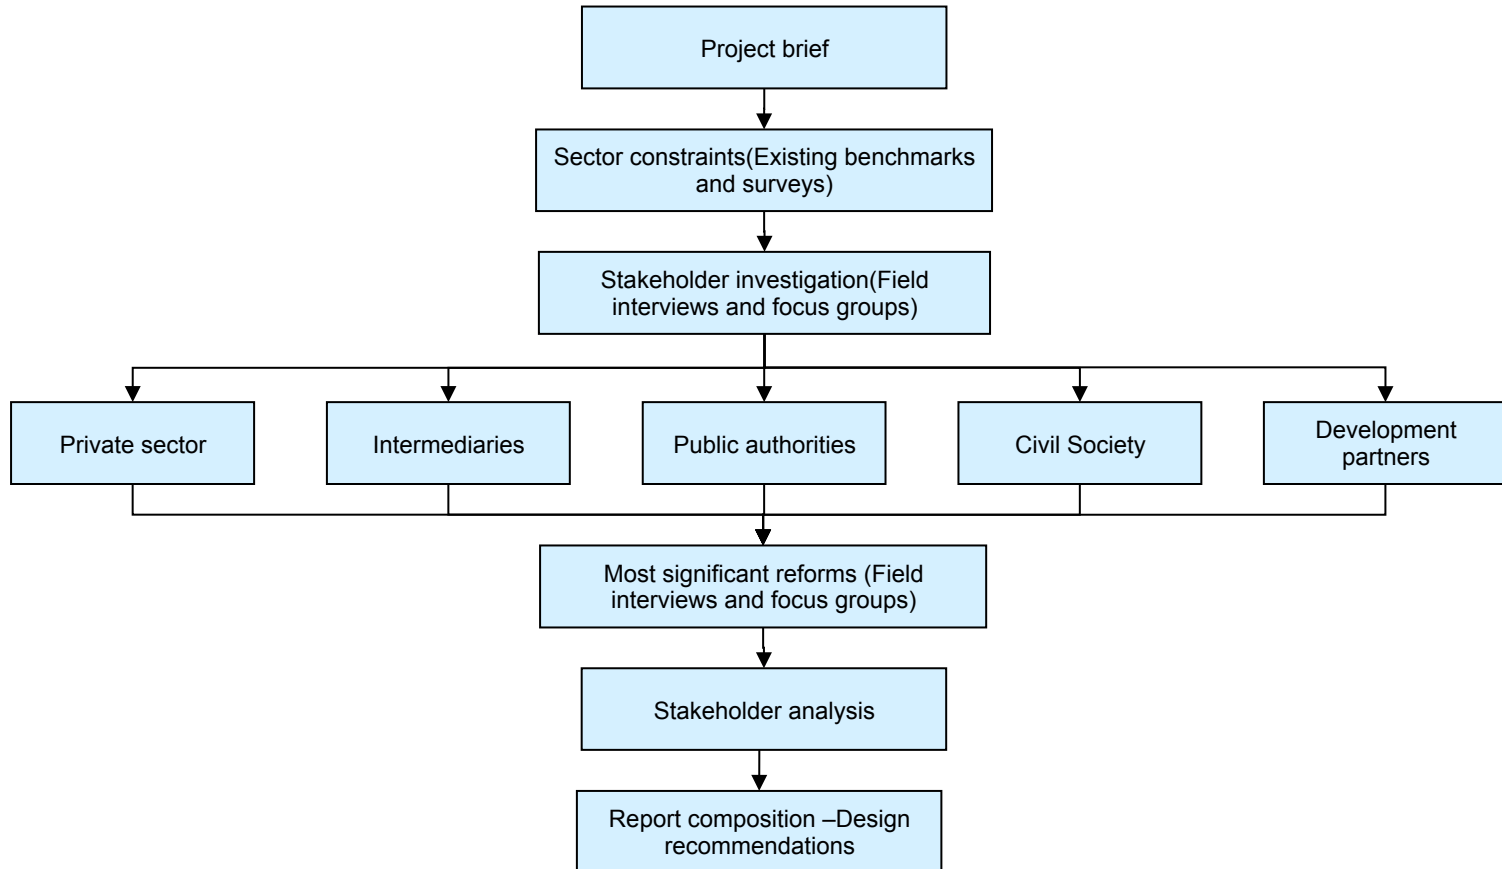 Project brief
Sector constraints(Existing benchmarks
and surveys)
Stakeholder investigation(Field
interviews and focus groups)
Private sector
Intermediaries
Public authorities
Civil Society
Development
partners
Most significant reforms (Field
interviews and focus groups)
Stakeholder analysis
Report composition –Design
recommendations